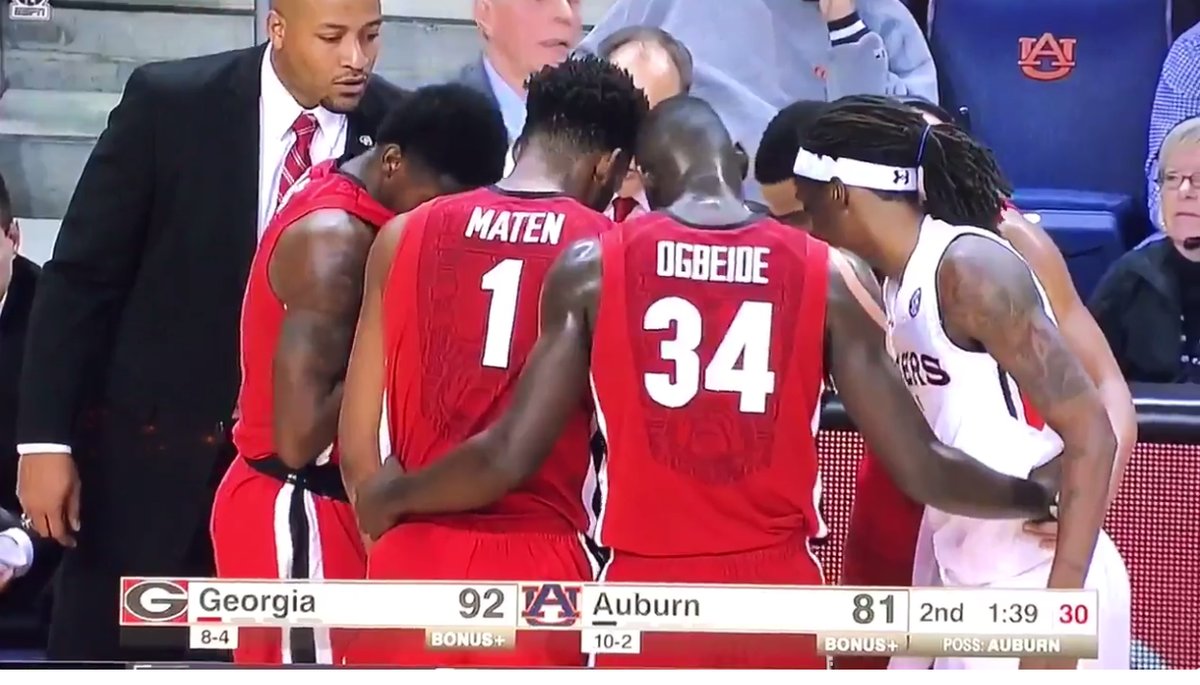 ESPN
AU
MATEN
1
OGBEIDE
34
ERS
G Georgia 92 AU Auburn 81 2nd 1:39 30
8-4 BONUS+ 10-2 BONUS+ POSS: AUBURN